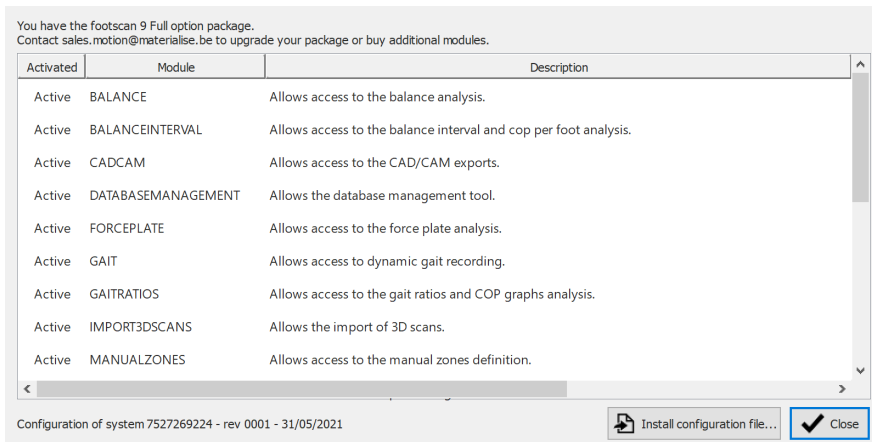 You have the footscan 9 Full option package.
Contact sales.motion@materialise.be to upgrade your package or buy additional modules.
Activated Module Description
Active BALANCE Allows access to the balance analysis.
Active BALANCEINTERVAL Allows access to the balance interval and cop per foot analysis.
Active CADCAM Allows access to the CAD/CAM exports.
Active DATABASEMANAGEMENT Allows the database management tool.
Active FORCEPLATE Allows access to the force plate analysis.
Active GAIT Allows access to dynamic gait recording.
Active GAITRATIOS Allows access to the gait ratios and COP graphs analysis.
Active IMPORT3DSCANS Allows the import of 3D scans.
Active MANUALZONES Allows access to the manual zones definition.
Configuration of system 7527269224 - rev 0001 - 31/05/2021 Install configuration file... Close